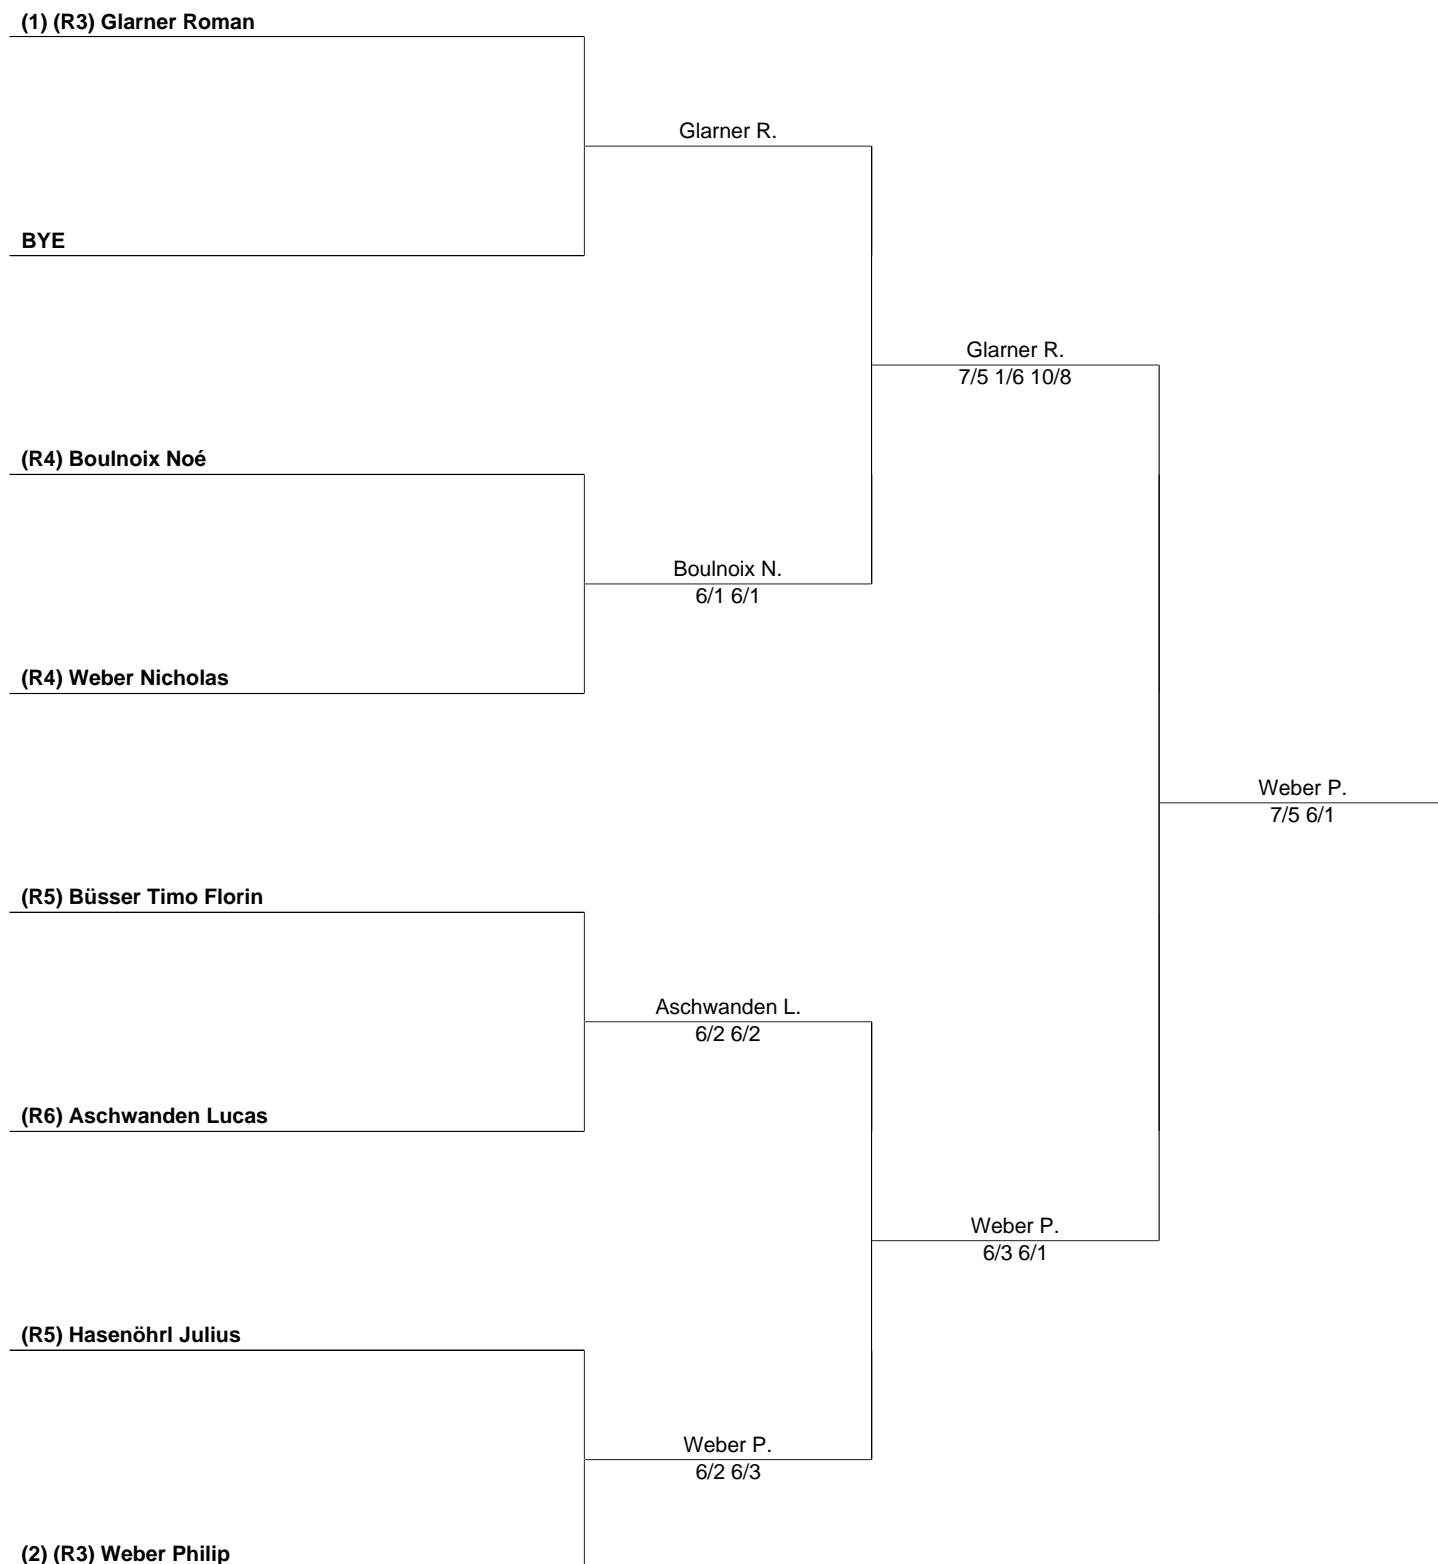 (1) (R3) Glarner Roman
Glarner R.
BYE
Glarner R.
7/5 1/6 10/8
(R4) Boulnoix Noé
Boulnoix N.
6/1 6/1
(R4) Weber Nicholas
Weber P.
7/5 6/1
(R5) Büsser Timo Florin
Aschwanden L.
6/2 6/2
(R6) Aschwanden Lucas
Weber P.
6/3 6/1
(R5) Hasenöhrl Julius
Weber P.
6/2 6/3
(2) (R3) Weber Philip